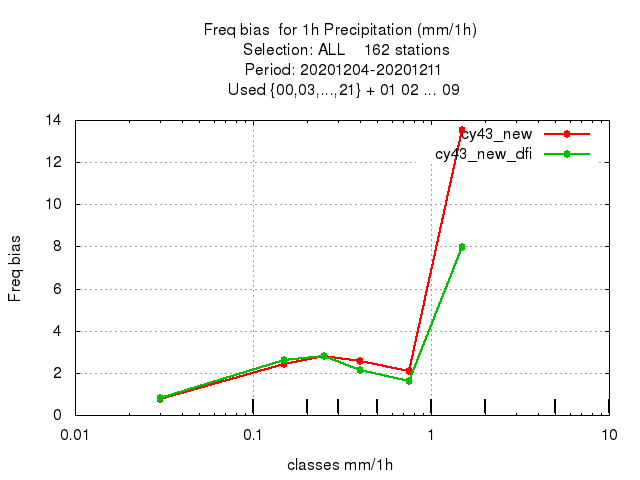 Freq bias  for 1h Precipitation (mm/1h)
Selection: ALL    162 stations
Period: 20201204-20201211
Used {00,03,...,21} + 01 02 ... 09
14
12
10
8
6
4
2
0
Freq bias
cy43_new
cy43_new_dfi
0.01
0.1
1
10
classes mm/1h